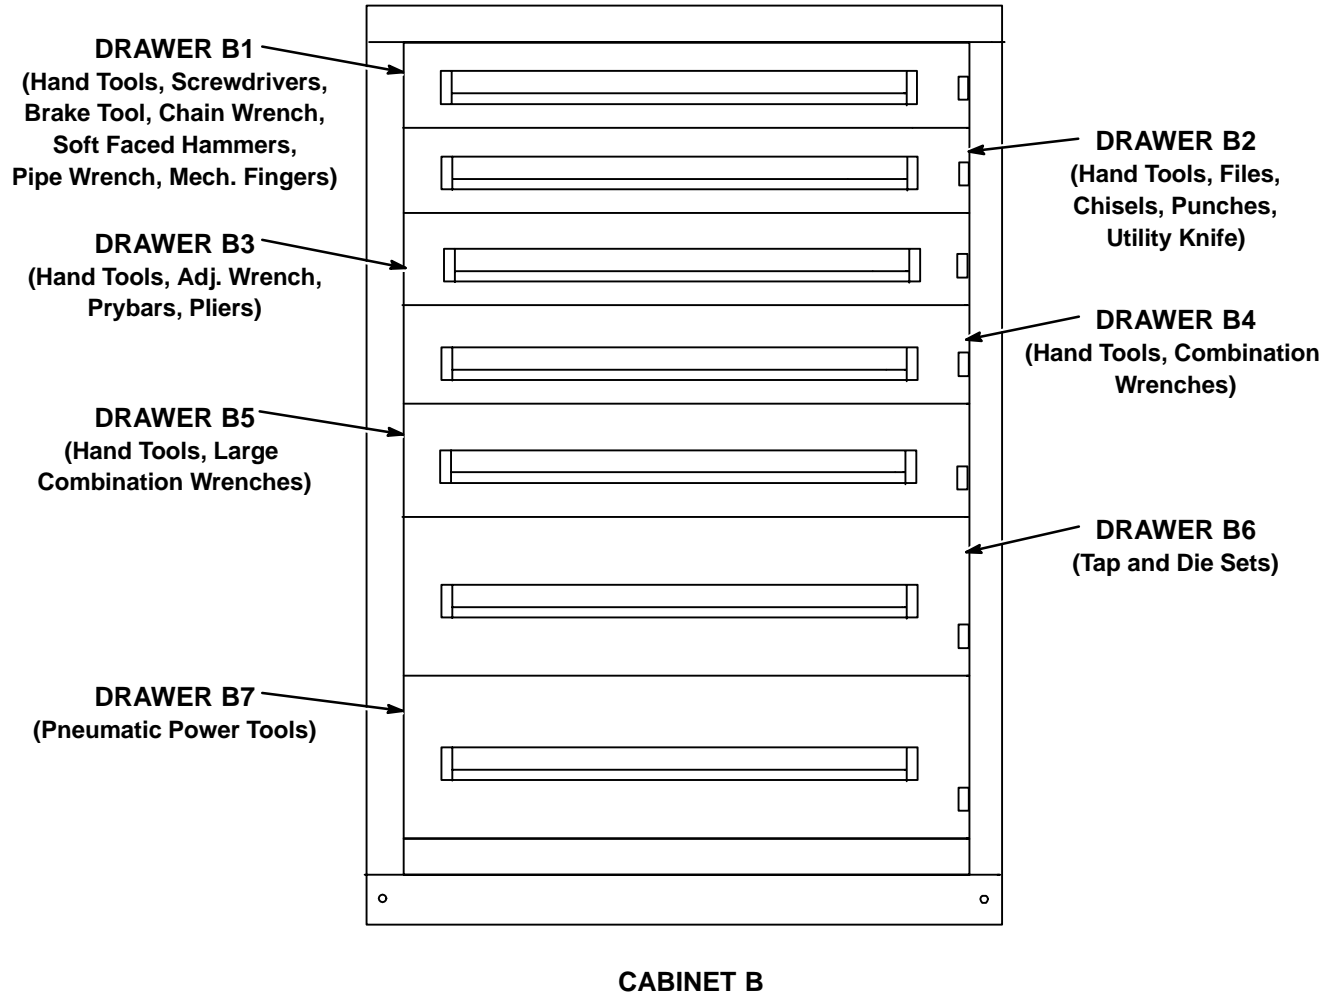 DRAWER B1
(Hand Tools, Screwdrivers,
Brake Tool, Chain Wrench,
Soft Faced Hammers,
Pipe Wrench, Mech. Fingers)
DRAWER B2
(Hand Tools, Files,
Chisels, Punches,
Utility Knife)
DRAWER B3
(Hand Tools, Adj. Wrench,
Prybars, Pliers)
DRAWER B4
(Hand Tools, Combination
Wrenches)
DRAWER B5
(Hand Tools, Large
Combination Wrenches)
DRAWER B6
(Tap and Die Sets)
DRAWER B7
(Pneumatic Power Tools)
CABINET B